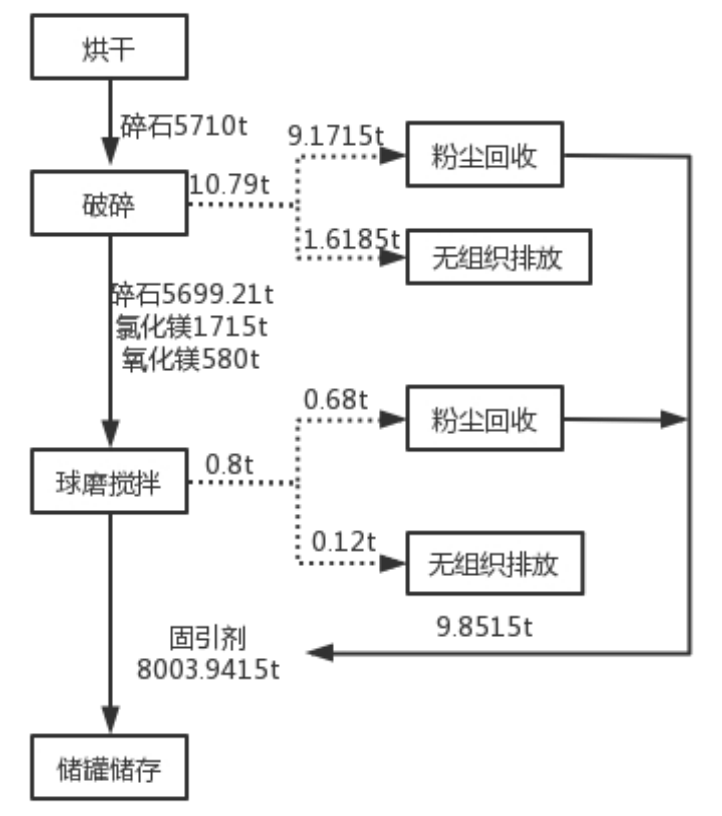 烘干
碎石5710t
9.1715t
粉尘回收
破碎
10.79t
1.6185t
无组织排放
碎石5699.21t
氯化镁1715t
氧化镁580t
0.68t
粉尘回收
球磨搅拌
0.8t
0.12t
无组织排放
9.8515t
固引剂
8003.9415t
储罐储存